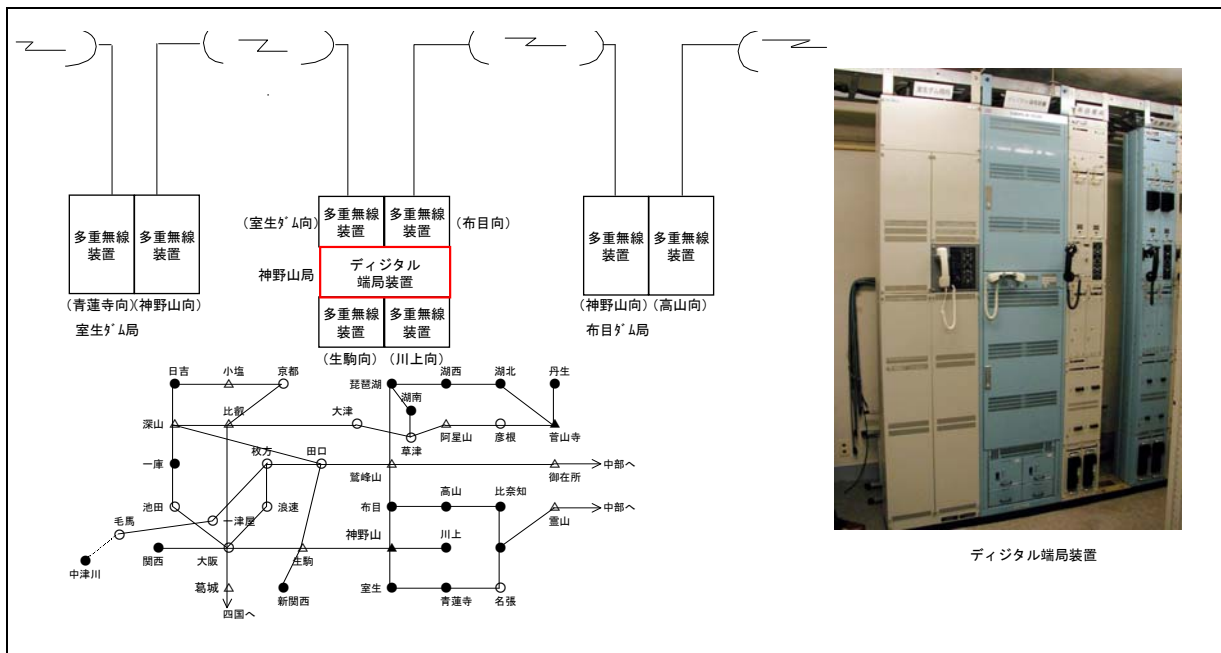 (室生ﾀﾞﾑ向)
多重無線
装置
多重無線
装置
(布目向)
多重無線
装置
多重無線
装置
(青蓮寺向)(神野山向)
室生ﾀﾞﾑ局
神野山局
ディジタル
端局装置
多重無線
装置
多重無線
装置
(生駒向)
(川上向)
多重無線
装置
多重無線
装置
(神野山向)
(高山向)
布目ﾀﾞﾑ局
日吉
小塩
京都
琵琶湖
湖西
湖北
丹生
湖南
深山
比叡
大津
草津
阿星山
彦根
菅山寺
一庫
枚方
田口
鷲峰山
御在所
中部へ
池田
毛馬
一津屋
浪速
布目
高山
比奈知
霊山
中部へ
中津川
関西
大阪
生駒
神野山
川上
葛城
四国へ
新関西
室生
青蓮寺
名張
ディジタル端局装置